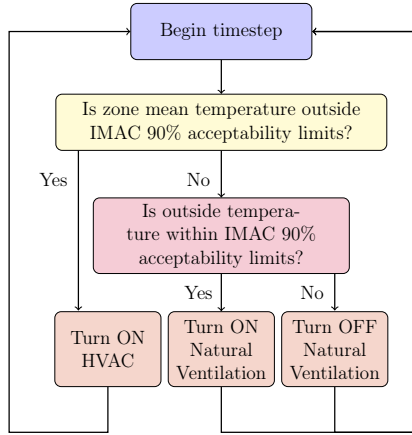 Begin timestep
Is zone mean temperature outside
IMAC 90% acceptability limits?
Yes
No
Is outside tempera-
ture within IMAC 90%
acceptability limits?
Yes
No
Turn ON
HVAC
Turn ON
Natural
Ventilation
Turn OFF
Natural
Ventilation